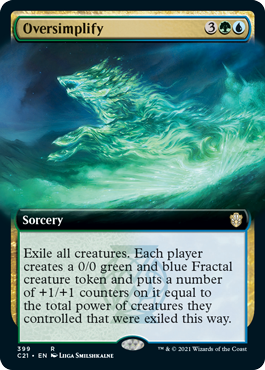 Oversimplify 3
Sorcery
Exile all creatures. Each player
creates a 0/0 green and blue Fractal
creature token and puts a number
of +1/+1 counters on it equal to
the total power of creatures they
controlled that were exiled this way.
399 R
C21 • EN LIIGA SMILSHKALNE
™ & © 2021 Wizards of the Coast